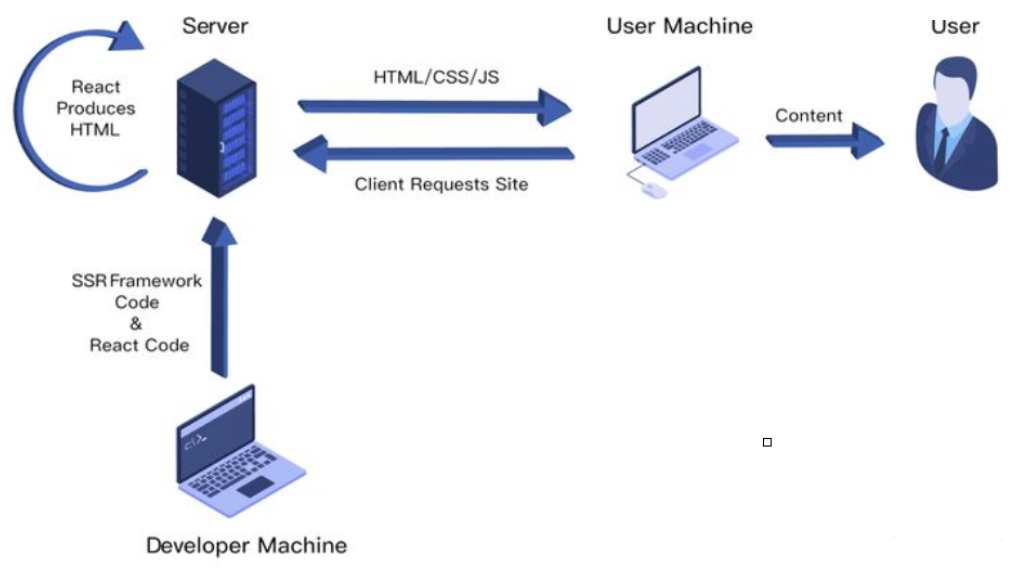 Server
User Machine
User
React
Produces
HTML
HTML/CSS/JS
Client Requests Site
Content
SSR Framework
Code
&
React Code
C:\>_
Developer Machine